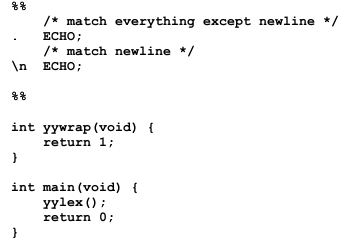 %%
    /* match everything except newline */
.   ECHO;
    /* match newline */
\n  ECHO;

%%

int yywrap(void) {
    return 1;
}

int main(void) {
    yylex();
    return 0;
}